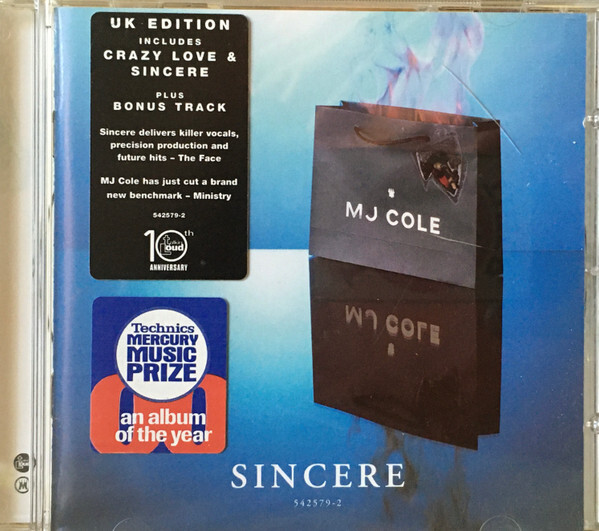 UK EDITION
INCLUDES
CRAZY LOVE &
SINCERE
PLUS
BONUS TRACK
Sincere delivers killer vocals,
precision production and
future hits – The Face
MJ Cole has just cut a brand
new benchmark – Ministry
542579-2
10th
Loud
ANNIVERSARY
Technics
MERCURY
MUSIC
PRIZE
an album
of the year
MJ COLE
MJ COLE
SINCERE
542579-2